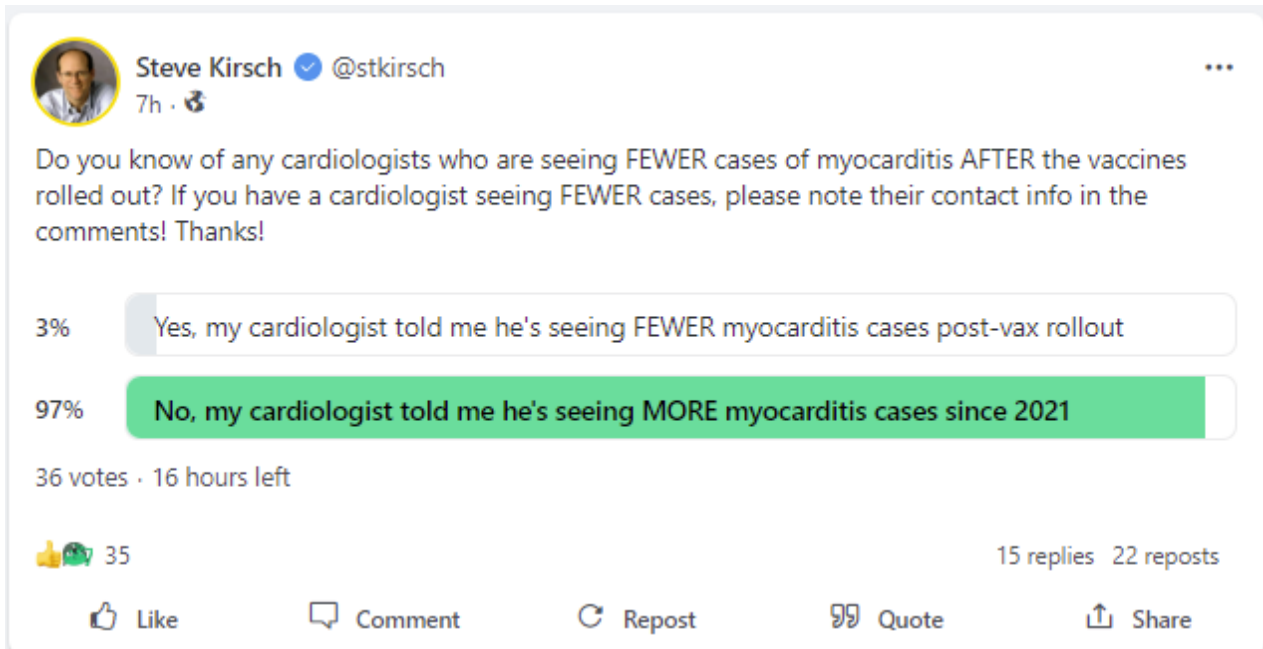 Steve Kirsch @stkirsch
7h ·
Do you know of any cardiologists who are seeing FEWER cases of myocarditis AFTER the vaccines
rolled out? If you have a cardiologist seeing FEWER cases, please note their contact info in the
comments! Thanks!
3% Yes, my cardiologist told me he's seeing FEWER myocarditis cases post-vax rollout
97% No, my cardiologist told me he's seeing MORE myocarditis cases since 2021
36 votes · 16 hours left
35 15 replies 22 reposts
Like Comment Repost Quote Share